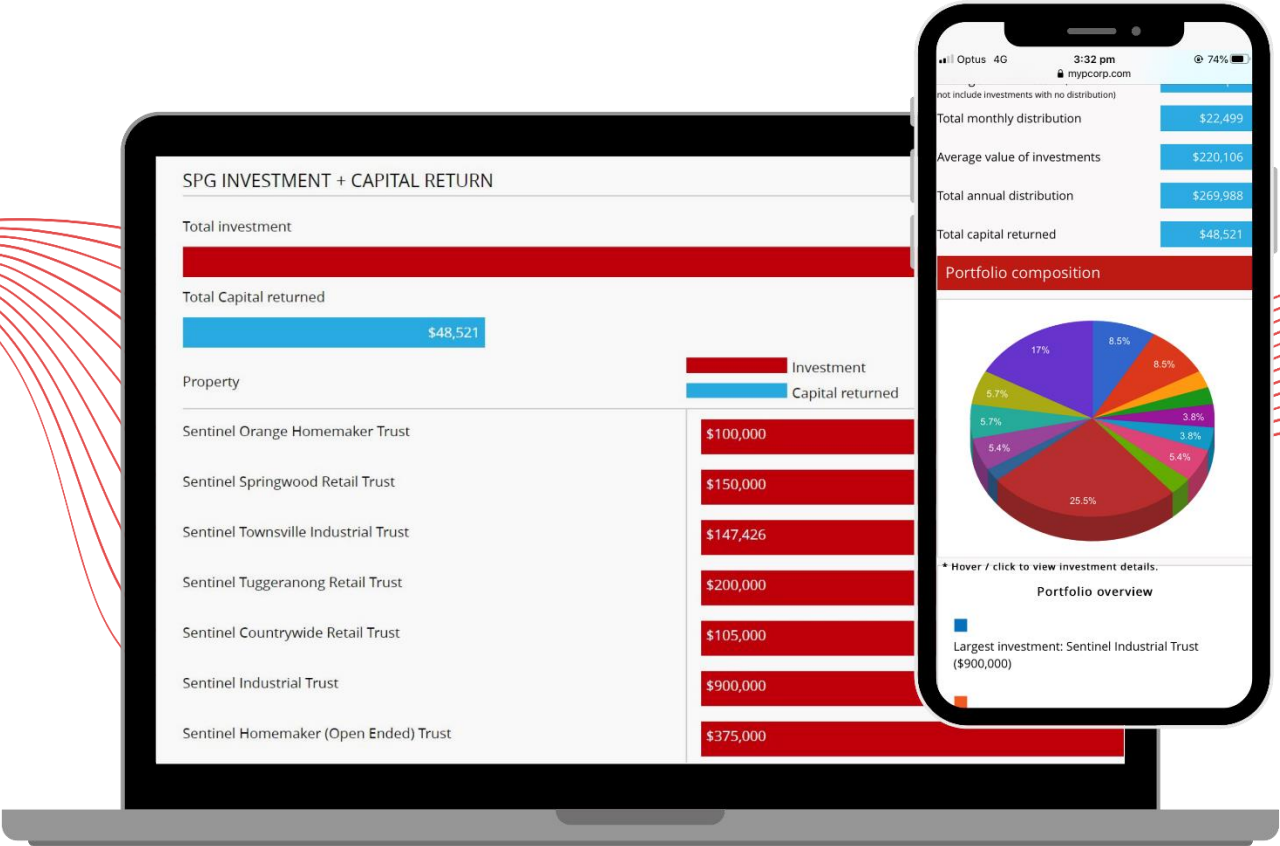 SPG INVESTMENT + CAPITAL RETURN
Total investment
Total Capital returned
$48,521
Property
Investment
Capital returned
Sentinel Orange Homemaker Trust
$100,000
Sentinel Springwood Retail Trust
$150,000
Sentinel Townsville Industrial Trust
$147,426
Sentinel Tuggeranong Retail Trust
$200,000
Sentinel Countrywide Retail Trust
$105,000
Sentinel Industrial Trust
$900,000
Sentinel Homemaker (Open Ended) Trust
$375,000
Optus 4G 3:32 pm 74%
mypcorp.com
not include investments with no distribution)
Total monthly distribution $22,499
Average value of investments $220,106
Total annual distribution $269,988
Total capital returned $48,521
Portfolio composition
17%
8.5%
8.5%
5.7%
3.8%
5.7%
3.8%
5.4%
5.4%
25.5%
* Hover / click to view investment details.
Portfolio overview
Largest investment: Sentinel Industrial Trust
($900,000)